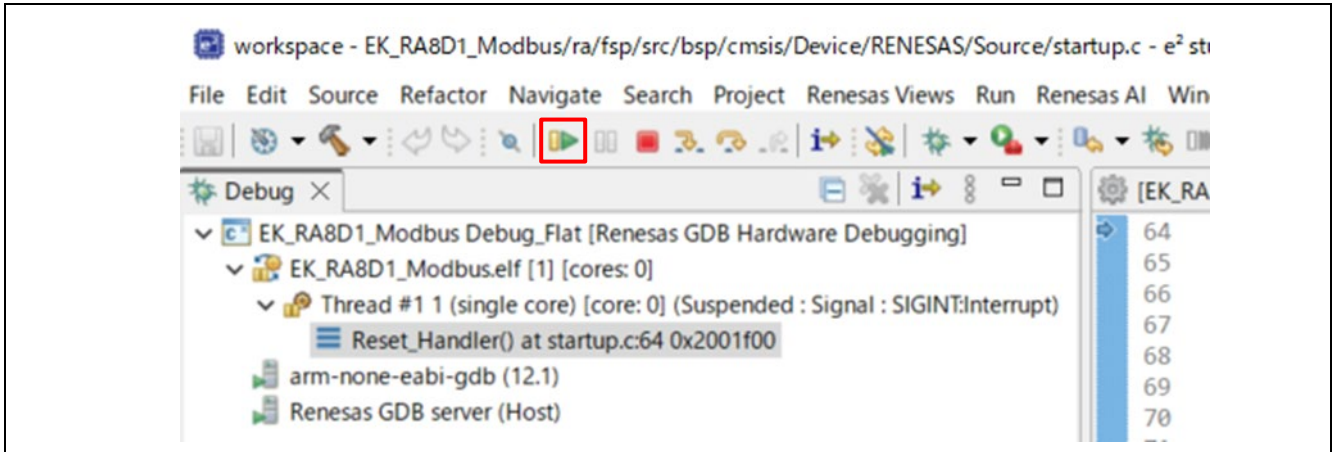 workspace - EK_RA8D1_Modbus/ra/fsp/src/bsp/cmsis/Device/RENESAS/Source/startup.c - e² stu
File Edit Source Refactor Navigate Search Project Renesas Views Run Renesas AI Win
Debug
[EK_RA
EK_RA8D1_Modbus Debug_Flat [Renesas GDB Hardware Debugging]
EK_RA8D1_Modbus.elf [1] [cores: 0]
Thread #1 1 (single core) [core: 0] (Suspended : Signal : SIGINT:Interrupt)
Reset_Handler() at startup.c:64 0x2001f00
arm-none-eabi-gdb (12.1)
Renesas GDB server (Host)
64
65
66
67
68
69
70